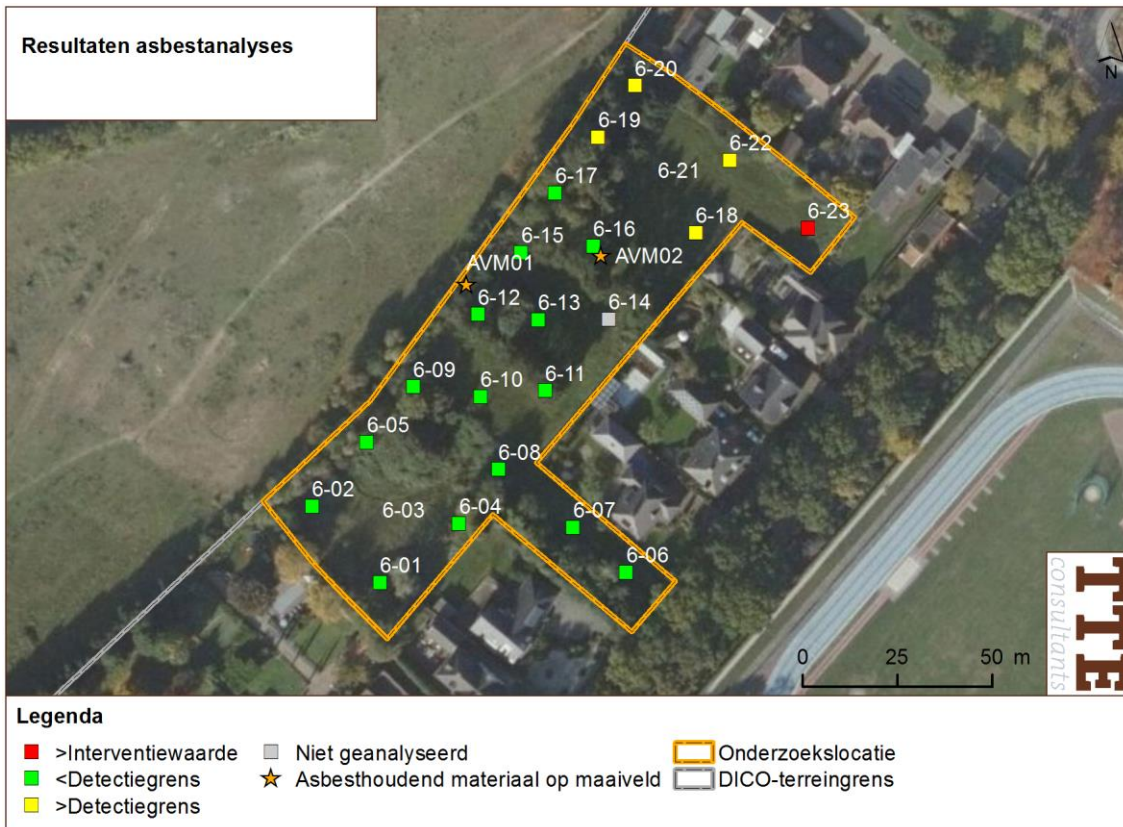 Resultaten asbestanalyses
N
6-20
6-19
6-22
6-17
6-21
6-23
6-18
6-16
6-15
AVM02
AVM01
6-14
6-12
6-13
6-09
6-11
6-10
6-05
6-08
6-02
6-03
6-04
6-07
6-06
6-01
0 25 50 m
TTE
consultants
Legenda
>Interventiewaarde
Niet geanalyseerd
Onderzoekslocatie
<Detectiegrens
Asbesthoudend materiaal op maaiveld
DICO-terreingrens
>Detectiegrens